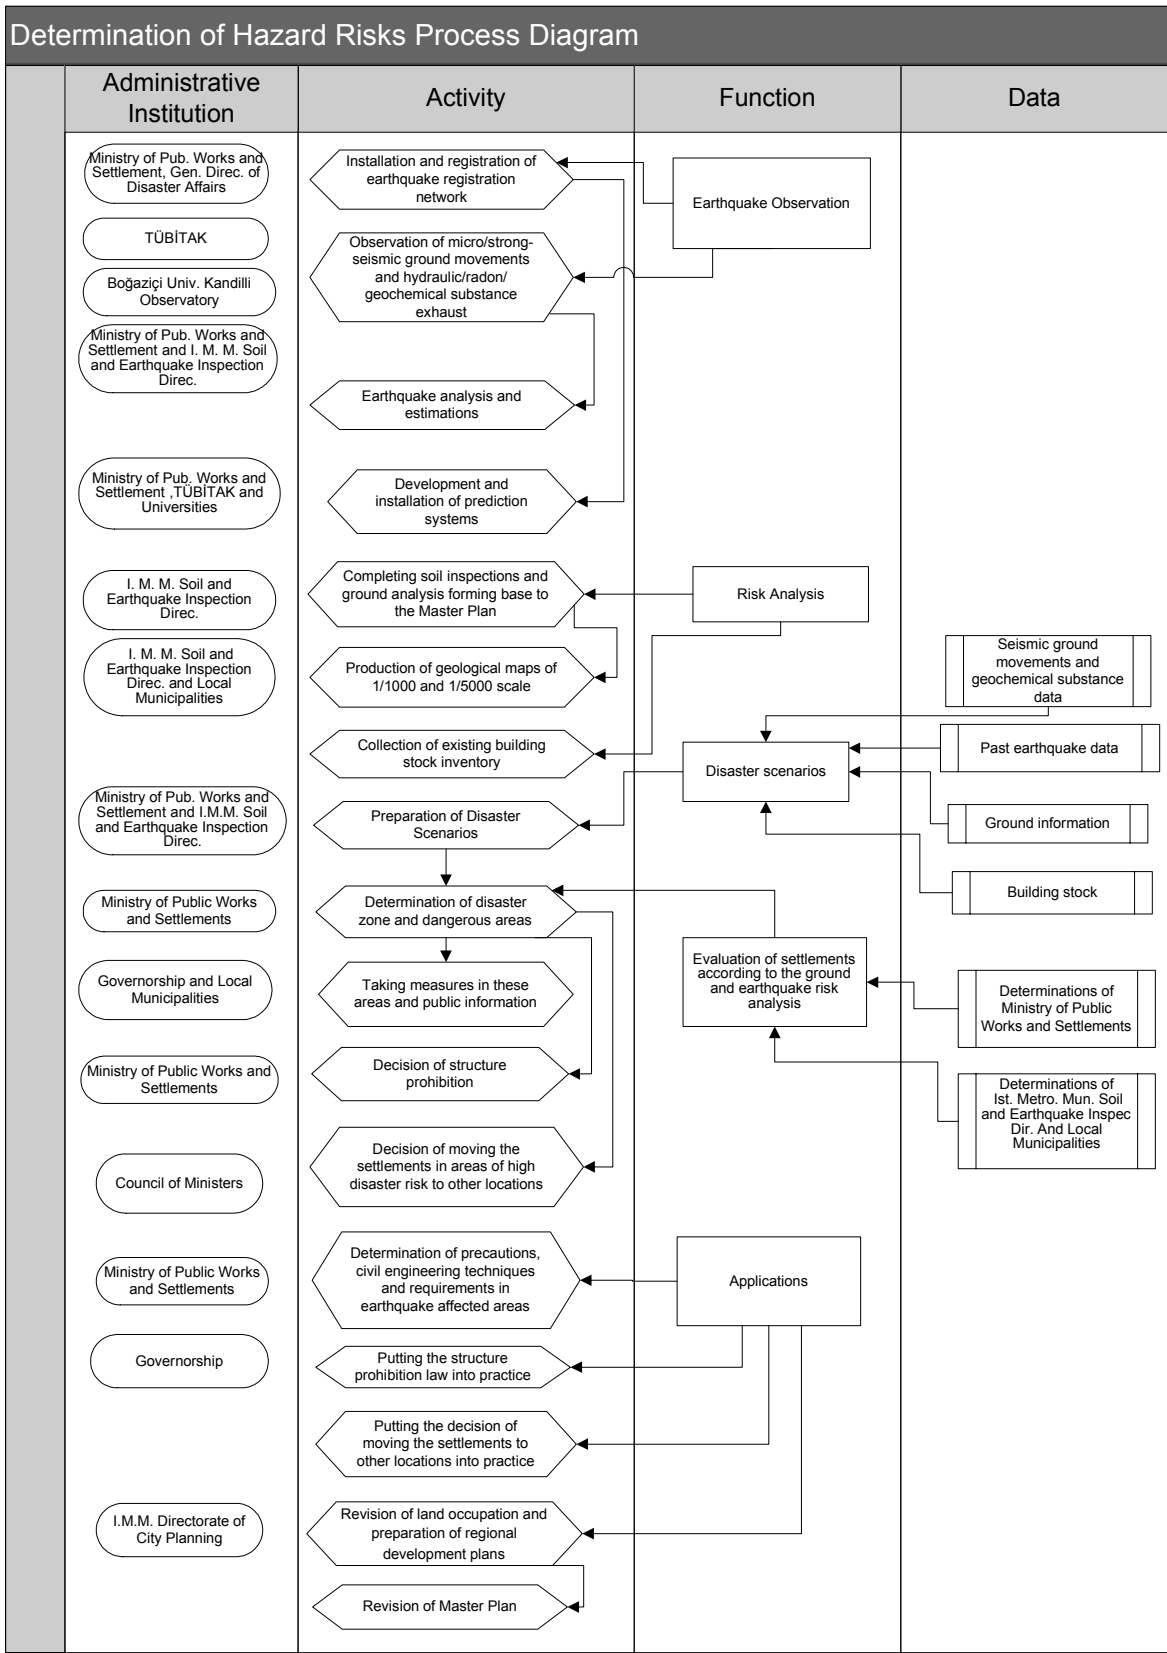 Determination of Hazard Risks Process Diagram
Administrative
Institution
Activity
Function
Data
Ministry of Pub. Works and
Settlement, Gen. Direc. of
Disaster Affairs
TÜBİTAK
Boğaziçi Univ. Kandilli
Observatory
Ministry of Pub. Works and
Settlement and I. M. M. Soil
and Earthquake Inspection
Direc.
Ministry of Pub. Works and
Settlement ,TÜBİTAK and
Universities
I. M. M. Soil and
Earthquake Inspection
Direc.
I. M. M. Soil and
Earthquake Inspection
Direc. and Local
Municipalities
Ministry of Pub. Works and
Settlement and I.M.M. Soil
and Earthquake Inspection
Direc.
Ministry of Public Works
and Settlements
Governorship and Local
Municipalities
Ministry of Public Works and
Settlements
Council of Ministers
Ministry of Public Works
and Settlements
Governorship
I.M.M. Directorate of
City Planning
Installation and registration of
earthquake registration
network
Observation of micro/strong-
seismic ground movements
and hydraulic/radon/
geochemical substance
exhaust
Earthquake analysis and
estimations
Development and
installation of prediction
systems
Completing soil inspections and
ground analysis forming base to
the Master Plan
Production of geological maps of
1/1000 and 1/5000 scale
Collection of existing building
stock inventory
Preparation of Disaster
Scenarios
Determination of disaster
zone and dangerous areas
Taking measures in these
areas and public information
Decision of structure
prohibition
Decision of moving the
settlements in areas of high
disaster risk to other locations
Determination of precautions,
civil engineering techniques
and requirements in
earthquake affected areas
Putting the structure
prohibition law into practice
Putting the decision of
moving the settlements to
other locations into practice
Revision of land occupation and
preparation of regional
development plans
Revision of Master Plan
Earthquake Observation
Risk Analysis
Disaster scenarios
Evaluation of settlements
according to the ground
and earthquake risk
analysis
Applications
Seismic ground
movements and
geochemical substance
data
Past earthquake data
Ground information
Building stock
Determinations of
Ministry of Public
Works and Settlements
Determinations of
Ist. Metro. Mun. Soil
and Earthquake Inspec
Dir. And Local
Municipalities